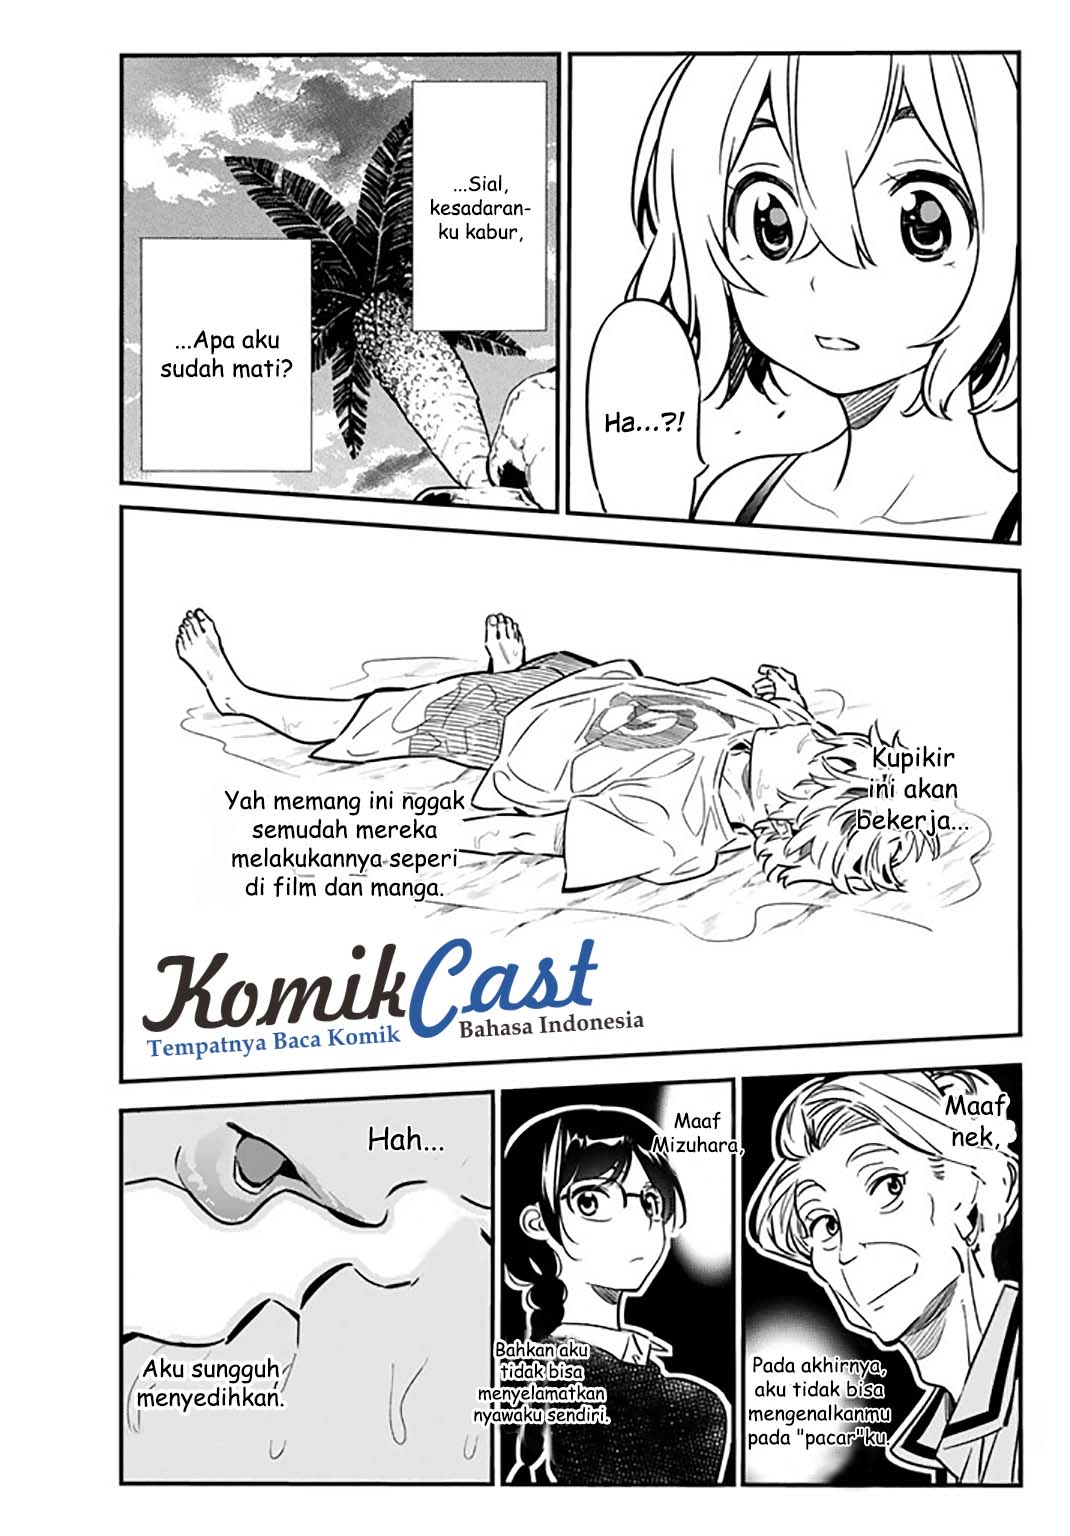 Ha...?!
...Sial,
kesadaran-
ku kabur,
...Apa aku
sudah mati?
Kupikir
ini akan
bekerja...
Yah memang ini nggak
semudah mereka
melakukannya seperi
di film dan manga.
KomikCast
Tempatnya Baca Komik
Bahasa Indonesia
Maaf
nek,
Pada akhirnya,
aku tidak bisa
mengenalkanmu
pada "pacar"ku.
Maaf
Mizuhara,
Bahkan aku
tidak bisa
menyelamatkan
nyawaku sendiri.
Hah...
Aku sungguh
menyedihkan.